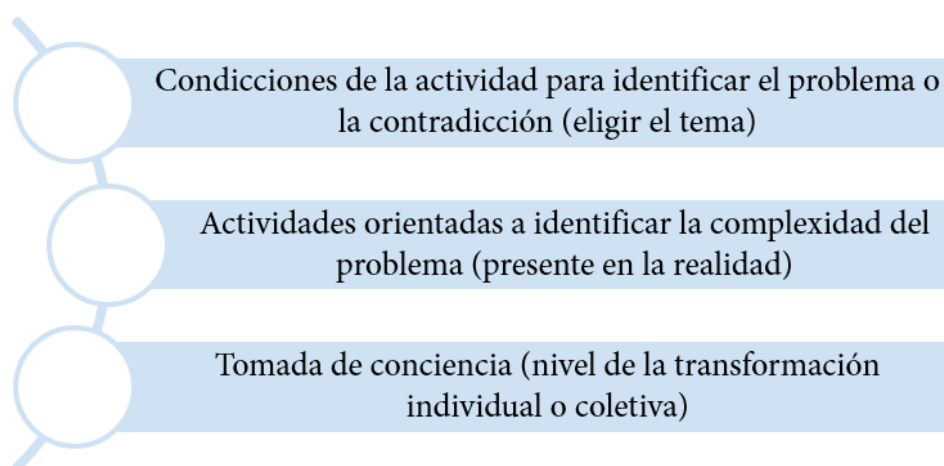 Condicciones de la actividad para identificar el problema o
la contradicción (eligir el tema)
Actividades orientadas a identificar la complexidad del
problema (presente en la realidad)
Tomada de conciencia (nivel de la transformación
individual o coletiva)